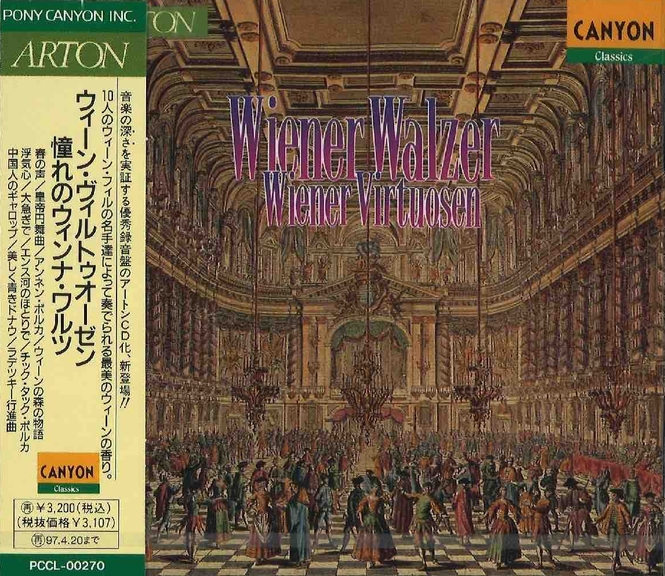 PONY CANYON INC.
ARTON
音楽の深さを実証する優秀録音盤のアートンCD化、新登場!!
10人のウィーン・フィルの名手達によって奏でられる最美のウィーンの香り。
ウィーン・ヴィルトゥオーゼン
憧れのウィンナ・ワルツ
春の声/皇帝円舞曲/アンネン・ポルカ/ウィーンの森の物語
浮気心/大急ぎで/エンス河のほとりで/チック・タック・ポルカ
中国人のギャロップ/美しく青きドナウ/ラデツキー行進曲
CANYON
Classics
再¥3,200(税込)
(税抜価格¥3,107)
再97.4.20まで
PCCL-00270
TON
CANYON
Classics
Wiener Walzer
Wiener Virtuosen